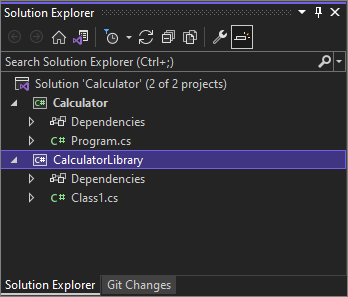 Solution Explorer
Search Solution Explorer (Ctrl+;)
Solution 'Calculator' (2 of 2 projects)
C# Calculator
Dependencies
C# Program.cs
C# CalculatorLibrary
Dependencies
C# Class1.cs
Solution Explorer Git Changes